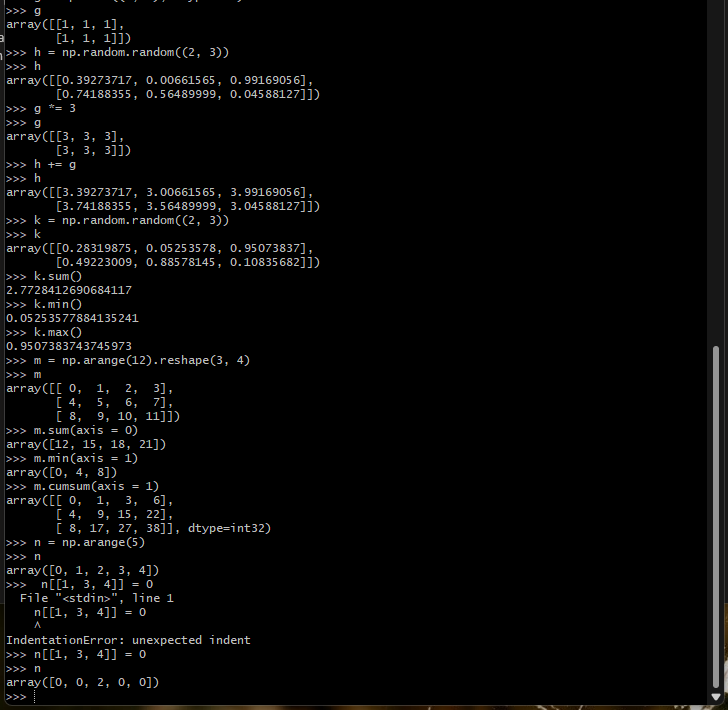 >>> g
array([[1, 1, 1],
       [1, 1, 1]])
>>> h = np.random.random((2, 3))
>>> h
array([[0.39273717, 0.00661565, 0.99169056],
       [0.74188355, 0.56489999, 0.04588127]])
>>> g *= 3
>>> g
array([[3, 3, 3],
       [3, 3, 3]])
>>> h += g
>>> h
array([[3.39273717, 3.00661565, 3.99169056],
       [3.74188355, 3.56489999, 3.04588127]])
>>> k = np.random.random((2, 3))
>>> k
array([[0.28319875, 0.05253578, 0.95073837],
       [0.49223009, 0.88578145, 0.10835682]])
>>> k.sum()
2.7728412690684117
>>> k.min()
0.05253577884135241
>>> k.max()
0.9507383743745973
>>> m = np.arange(12).reshape(3, 4)
>>> m
array([[ 0,  1,  2,  3],
       [ 4,  5,  6,  7],
       [ 8,  9, 10, 11]])
>>> m.sum(axis = 0)
array([12, 15, 18, 21])
>>> m.min(axis = 1)
array([0, 4, 8])
>>> m.cumsum(axis = 1)
array([[ 0,  1,  3,  6],
       [ 4,  9, 15, 22],
       [ 8, 17, 27, 38]], dtype=int32)
>>> n = np.arange(5)
>>> n
array([0, 1, 2, 3, 4])
>>>  n[[1, 3, 4]] = 0
  File "<stdin>", line 1
    n[[1, 3, 4]] = 0
    ^
IndentationError: unexpected indent
>>> n[[1, 3, 4]] = 0
>>> n
array([0, 0, 2, 0, 0])
>>>